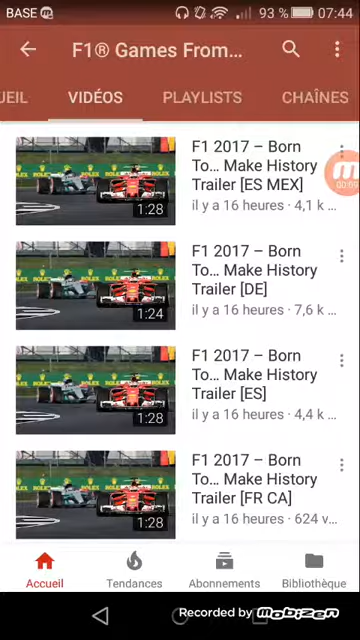 BASE 93 % 07:44
F1® Games From...
UEIL VIDÉOS PLAYLISTS CHAÎNES
F1 2017 – Born
To... Make History
Trailer [ES MEX]
il y a 16 heures · 4,1 k ...
1:28
00:09
F1 2017 – Born
To... Make History
Trailer [DE]
il y a 16 heures · 7,6 k ...
1:24
F1 2017 – Born
To... Make History
Trailer [ES]
il y a 16 heures · 4,4 k ...
1:28
F1 2017 – Born
To... Make History
Trailer [FR CA]
il y a 16 heures · 624 v...
1:28
Accueil Tendances Abonnements Bibliothèque
Recorded by Mobizen